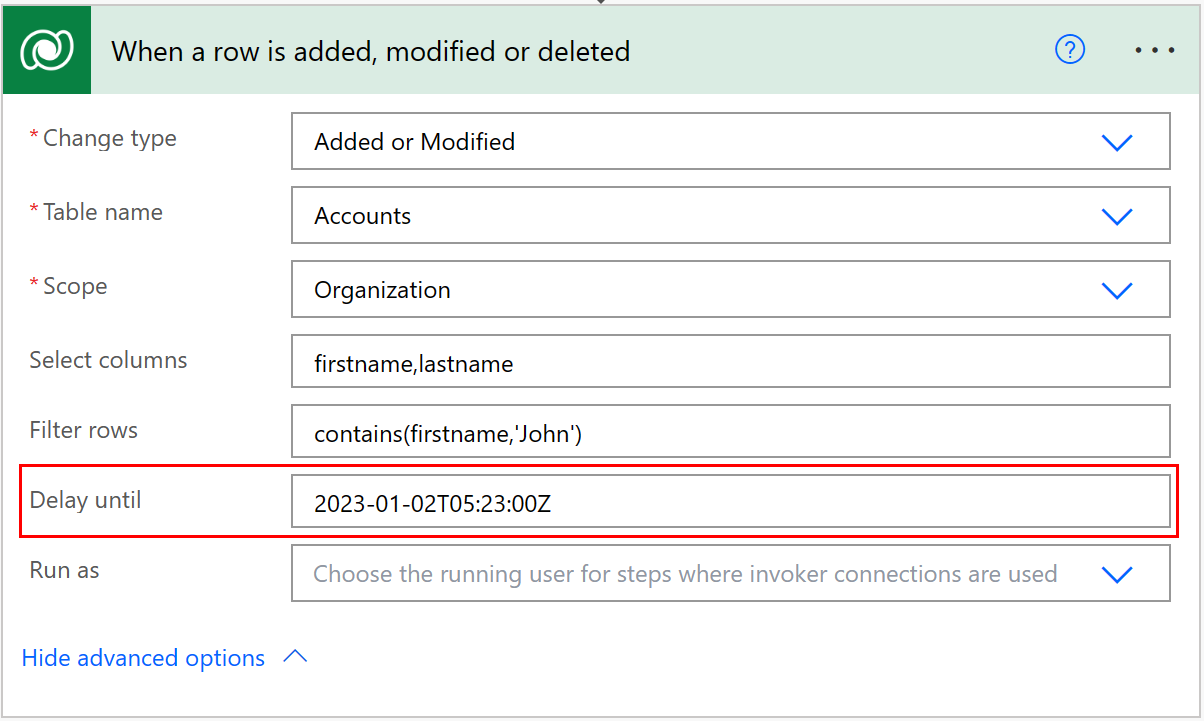 When a row is added, modified or deleted
?
* Change type
Added or Modified
* Table name
Accounts
* Scope
Organization
Select columns
firstname,lastname
Filter rows
contains(firstname,'John')
Delay until
2023-01-02T05:23:00Z
Run as
Choose the running user for steps where invoker connections are used
Hide advanced options